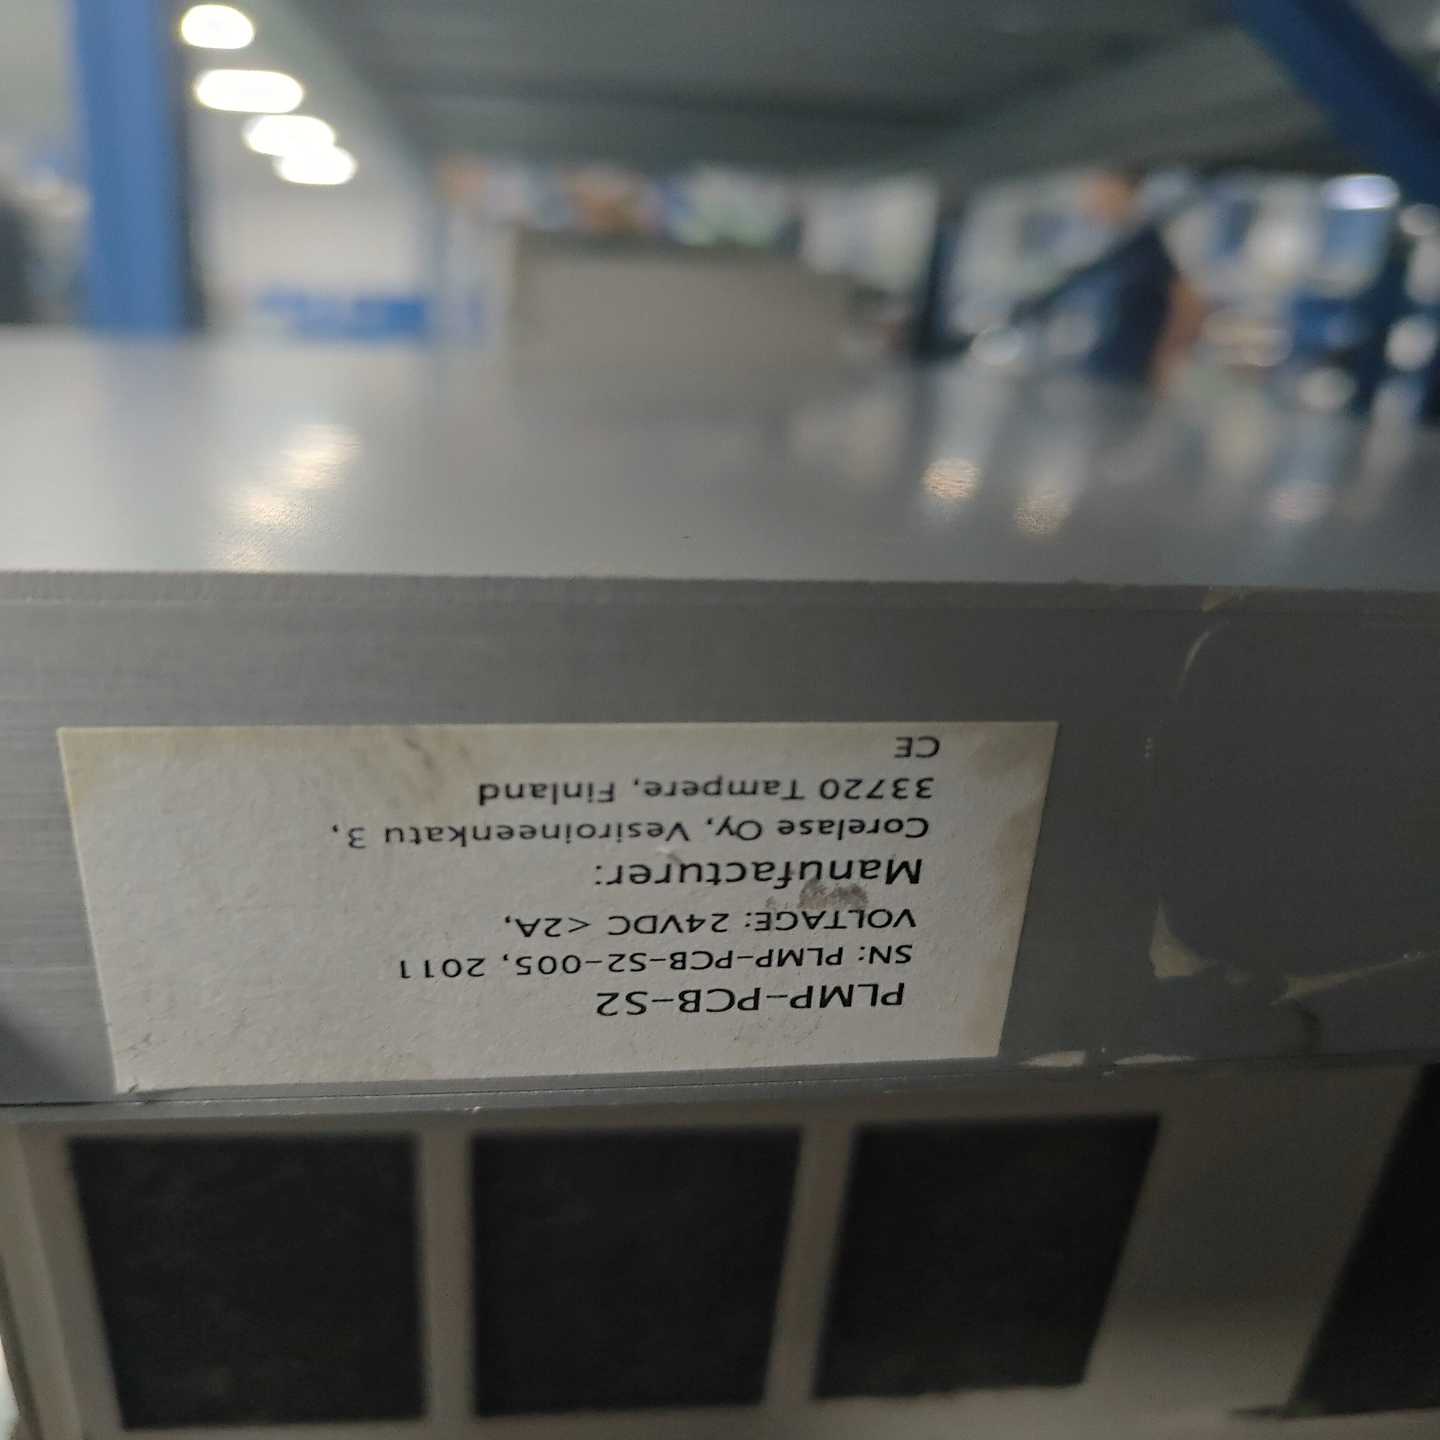 PLMP-PCB-S2
SN: PLMP-PCB-S2-005, 2011
VOLTAGE: 24VDC <2A,
Manufacturer:
Corelase Oy, Vesiroineenkatu 3,
33720 Tampere, Finland
CE